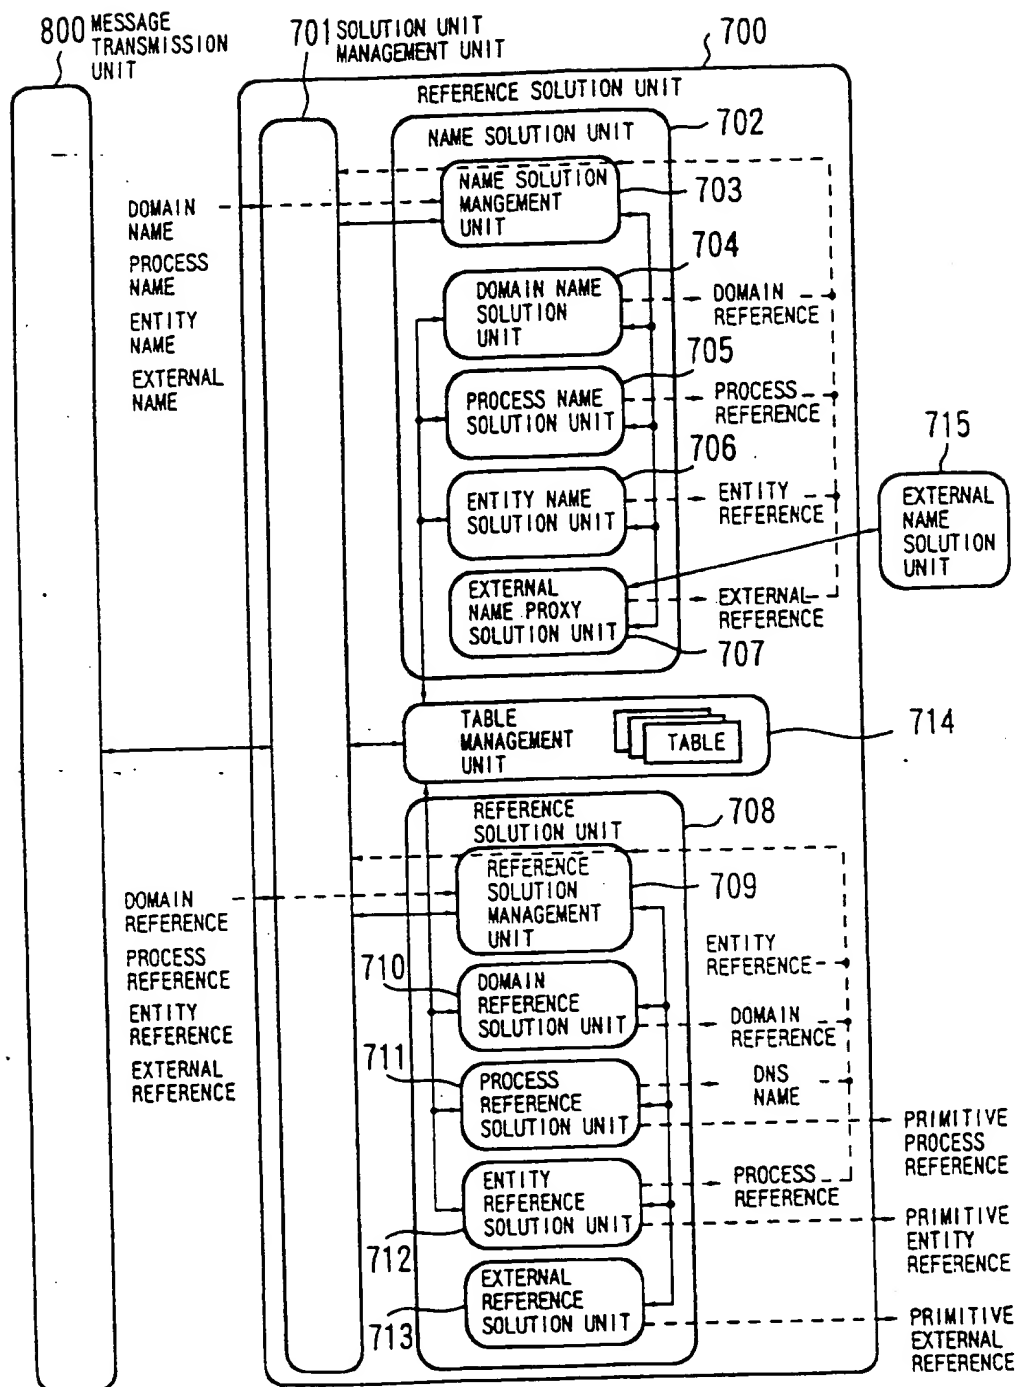 800 MESSAGE
TRANSMISSION
UNIT
701 SOLUTION UNIT
MANAGEMENT UNIT
700
REFERENCE SOLUTION UNIT
702
NAME SOLUTION UNIT
NAME SOLUTION
MANGEMENT
UNIT
703
DOMAIN
NAME
PROCESS
NAME
ENTITY
NAME
EXTERNAL
NAME
704
DOMAIN NAME
SOLUTION
UNIT
DOMAIN
REFERENCE
705
PROCESS NAME
SOLUTION UNIT
PROCESS
REFERENCE
706
ENTITY NAME
SOLUTION UNIT
ENTITY
REFERENCE
715
EXTERNAL
NAME
SOLUTION
UNIT
EXTERNAL
NAME PROXY
SOLUTION UNIT
EXTERNAL
REFERENCE
707
TABLE
MANAGEMENT
UNIT
TABLE
714
REFERENCE
SOLUTION UNIT
708
REFERENCE
SOLUTION
MANAGEMENT
UNIT
709
DOMAIN
REFERENCE
PROCESS
REFERENCE
ENTITY
REFERENCE
EXTERNAL
REFERENCE
ENTITY
REFERENCE
710
DOMAIN
REFERENCE
SOLUTION UNIT
DOMAIN
REFERENCE
711
PROCESS
REFERENCE
SOLUTION UNIT
DNS
NAME
PRIMITIVE
PROCESS
REFERENCE
ENTITY
REFERENCE
SOLUTION UNIT
712
PROCESS
REFERENCE
PRIMITIVE
ENTITY
REFERENCE
EXTERNAL
REFERENCE
SOLUTION UNIT
713
PRIMITIVE
EXTERNAL
REFERENCE